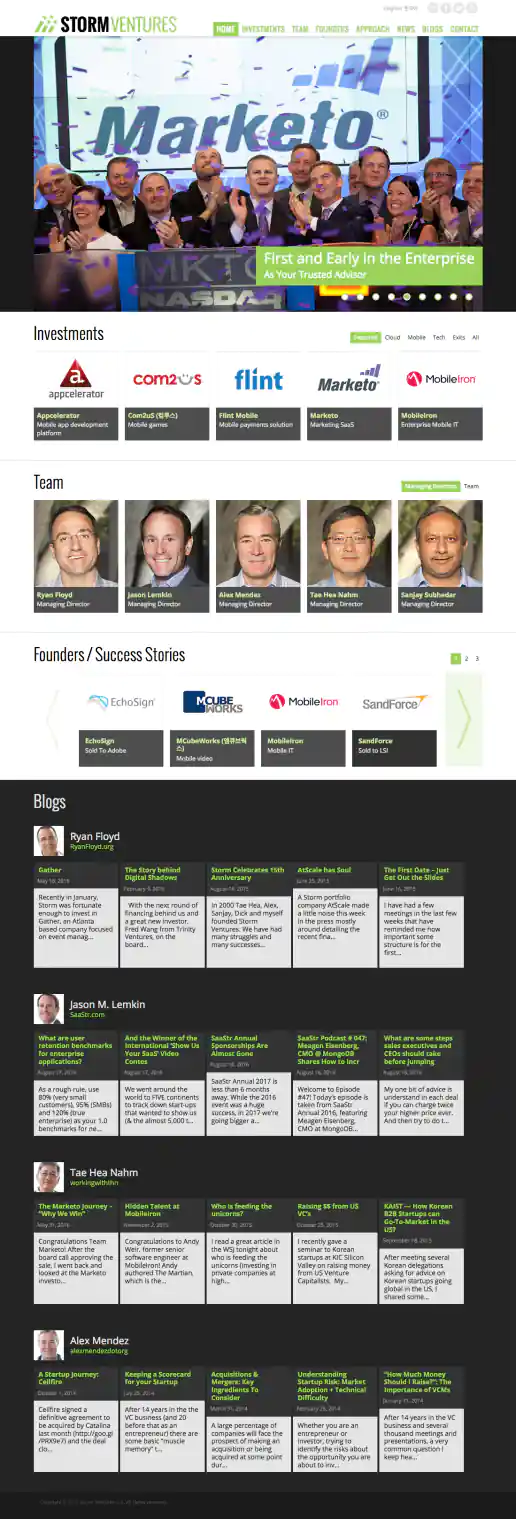 STORMVENTURES
HOME INVESTMENTS TEAM FOUNDERS APPROACH NEWS BLOGS CONTACT
Marketo®
First and Early in the Enterprise
As Your Trusted Advisor
MKTO
NASDAQ
Investments
Featured Cloud Mobile Tech Exits All
appcelerator
com2us
flint
Marketo
MobileIron
Appcelerator
Mobile app development
platform
Com2uS (컴투스)
Mobile games
Flint Mobile
Mobile payments solution
Marketo
Marketing SaaS
MobileIron
Enterprise Mobile IT
Team
Managing Directors Team
Ryan Floyd
Managing Director
Jason Lemkin
Managing Director
Alex Mendez
Managing Director
Tae Hea Nahm
Managing Director
Sanjay Subhedar
Managing Director
Founders / Success Stories
1 2 3
EchoSign
MCUBE
WORKS
MobileIron
SandForce
EchoSign
Sold To Adobe
MCubeWorks (엠큐브웍
스)
Mobile video
MobileIron
Mobile IT
SandForce
Sold to LSI
Blogs
Ryan Floyd
RyanFloyd.org
Gather
May 19, 2016
Recently in January,
Storm was fortunate
enough to invest in
Gather, an Atlanta
based company focused
on event manag...
The Story behind
Digital Shadows
February 9, 2016
With the next round of
financing behind us and
a great new investor,
Fred Wang from Trinity
Ventures, on the
board...
Storm Celebrates 15th
Anniversary
August 14, 2015
In 2000 Tae Hea, Alex,
Sanjay, Dick and myself
founded Storm
Ventures. We have had
many struggles and
many successes...
AtScale has Soul
June 25, 2015
A Storm portfolio
company AtScale made
a little noise this week
in the press mostly
around detailing the
recent fina...
The First Date – Just
Get Out the Slides
June 16, 2015
I have had a few
meetings in the last few
weeks that have
reminded me how
important some
structure is for the
first...
Jason M. Lemkin
SaaStr.com
What are user
retention benchmarks
for enterprise
applications?
August 17, 2016
As a rough rule, use
80% (very small
customers), 95% (SMBs)
and 120% (true
enterprise) as your 1.0
benchmarks for ne...
And the Winner of the
International 'Show Us
Your SaaS' Video
Contes
August 17, 2016
We went around the
world to FIVE continents
to track down start-ups
that wanted to show us
(& the almost 5,000 t...
SaaStr Annual
Sponsorships Are
Almost Gone
August 16, 2016
SaaStr Annual 2017 is
less than 6 months
away. While the 2016
event was a huge
success, in 2017 we're
going bigger a...
SaaStr Podcast # 047:
Meagen Eisenberg,
CMO @ MongoDB
Shares How to Incr
August 16, 2016
Welcome to Episode
#47! Today's episode is
taken from SaaStr
Annual 2016, featuring
Meagen Eisenberg,
CMO at MongoDB...
What are some steps
sales executives and
CEOs should take
before jumping
August 16, 2016
My one bit of advice is
understand in each deal
if you can charge twice
your higher price ever.
And then try to do t...
Tae Hea Nahm
workingwiththn
The Marketo Journey –
"Why We Win"
May 31, 2016
Congratulations Team
Marketo! After the
board call approving the
sale, I went back and
looked at the Marketo
investo...
Hidden Talent at
MobileIron
November 2, 2015
Congratulations to Andy
Weir, former senior
software engineer at
MobileIron! Andy
authored The Martian,
which is the...
Who is feeding the
unicorns?
October 30, 2015
I read a great article in
the WSJ tonight about
who is feeding the
unicorns (investing in
private companies at
high...
Raising $$ from US
VC's
October 25, 2015
I recently gave a
seminar to Korean
startups at KIC Silicon
Valley on raising money
from US Venture
Capitalists. My...
KAIST — How Korean
B2B Startups can
Go-To-Market in the
US?
September 18, 2015
After meeting several
Korean delegations
asking for advice on
Korean startups going
global in the US, I
shared some...
Alex Mendez
alexmendezdotorg
A Startup Journey:
Cellfire
October 1, 2014
Cellfire signed a
definitive agreement to
be acquired by Catalina
last month (http://goo.gl
/PRX9e7) and the deal
clo...
Keeping a Scorecard
for your Startup
July 28, 2014
After 14 years in the the
VC business (and 20
before that as an
entrepreneur) there are
some basic "muscle
memory" t...
Acquisitions &
Mergers: Key
Ingredients To
Consider
March 31, 2014
A large percentage of
companies will face the
prospect of making an
acquisition or being
acquired at some point
dur...
Understanding
Startup Risk: Market
Adoption + Technical
Difficulty
February 26, 2014
Whether you are an
entrepreneur or
investor, trying to
identify the risks about
the opportunity you are
about to inv...
"How Much Money
Should I Raise?": The
Importance of VCMs
January 31, 2014
After 14 years in the VC
business and several
thousand meetings and
presentations, a very
common question I
keep hea...